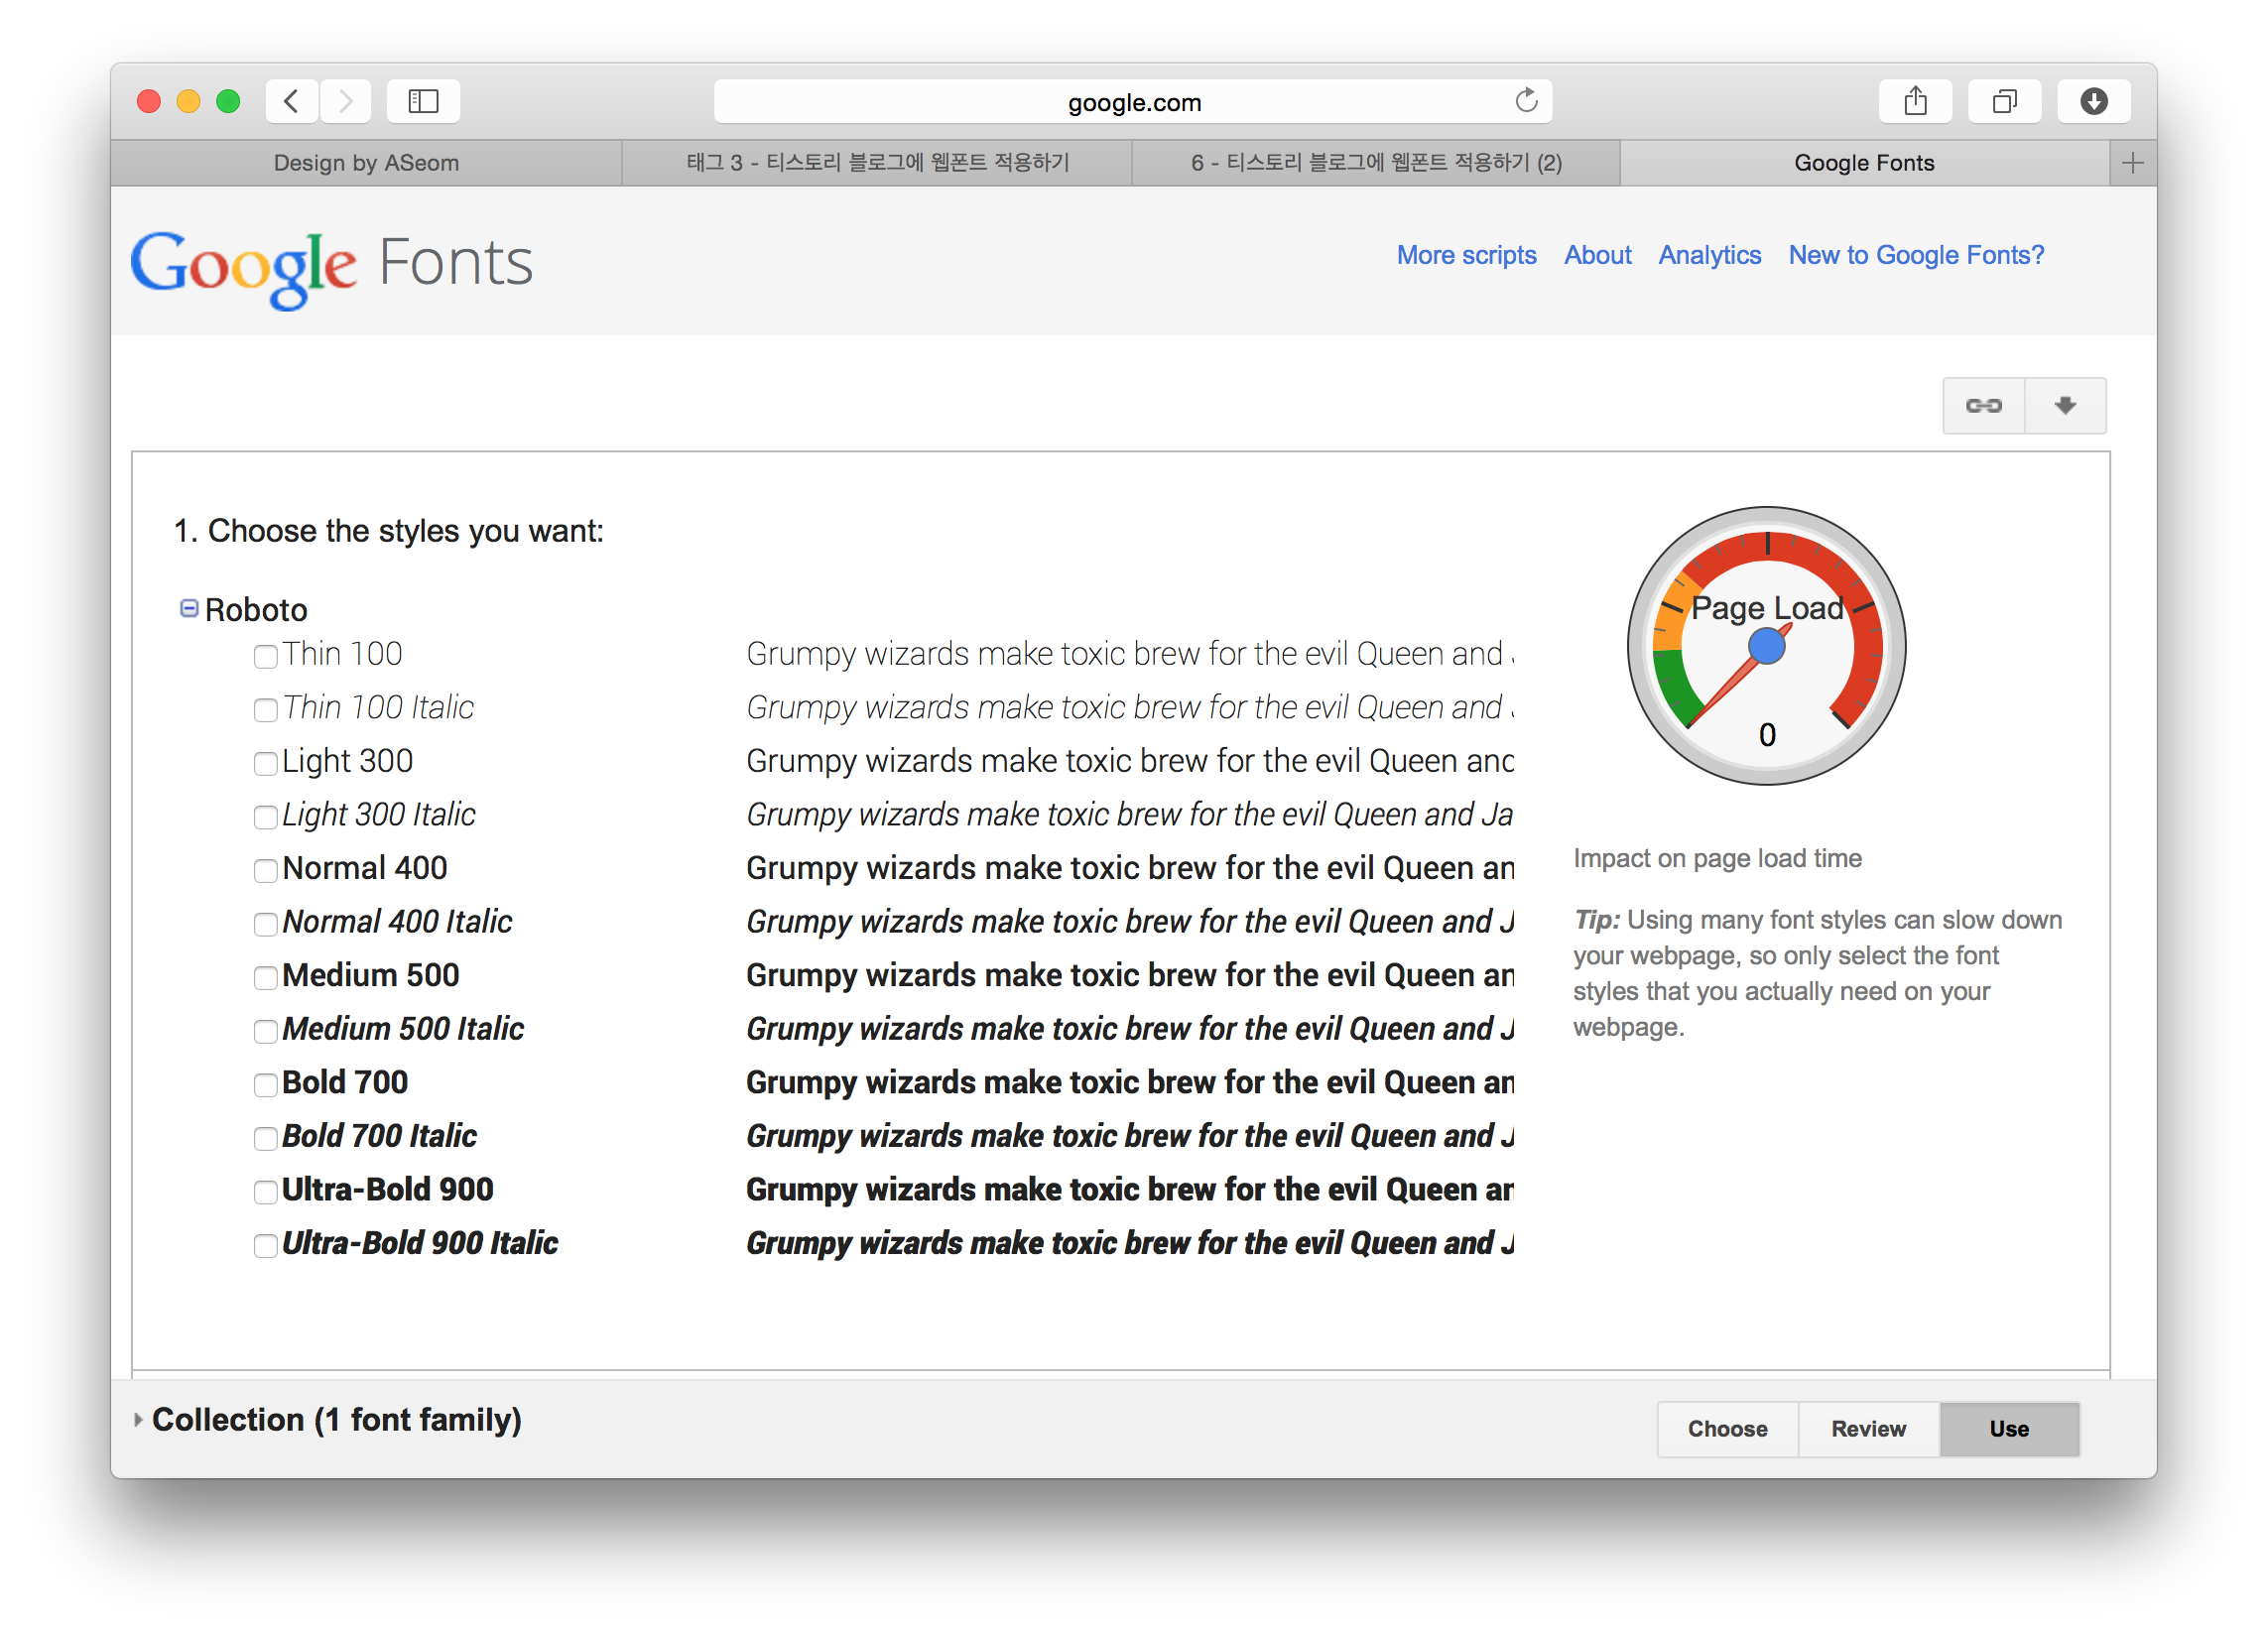 google.com
Design by ASeom
태그 3 - 티스토리 블로그에 웹폰트 적용하기
6 - 티스토리 블로그에 웹폰트 적용하기 (2)
Google Fonts
Google Fonts
More scripts About Analytics New to Google Fonts?
1. Choose the styles you want:
Roboto
Thin 100 Grumpy wizards make toxic brew for the evil Queen and
Thin 100 Italic Grumpy wizards make toxic brew for the evil Queen and
Light 300 Grumpy wizards make toxic brew for the evil Queen and
Light 300 Italic Grumpy wizards make toxic brew for the evil Queen and Ja
Normal 400 Grumpy wizards make toxic brew for the evil Queen an
Normal 400 Italic Grumpy wizards make toxic brew for the evil Queen and J
Medium 500 Grumpy wizards make toxic brew for the evil Queen an
Medium 500 Italic Grumpy wizards make toxic brew for the evil Queen and J
Bold 700 Grumpy wizards make toxic brew for the evil Queen an
Bold 700 Italic Grumpy wizards make toxic brew for the evil Queen and J
Ultra-Bold 900 Grumpy wizards make toxic brew for the evil Queen an
Ultra-Bold 900 Italic Grumpy wizards make toxic brew for the evil Queen and J
Page Load
0
Impact on page load time
Tip: Using many font styles can slow down
your webpage, so only select the font
styles that you actually need on your
webpage.
Collection (1 font family)
Choose Review Use